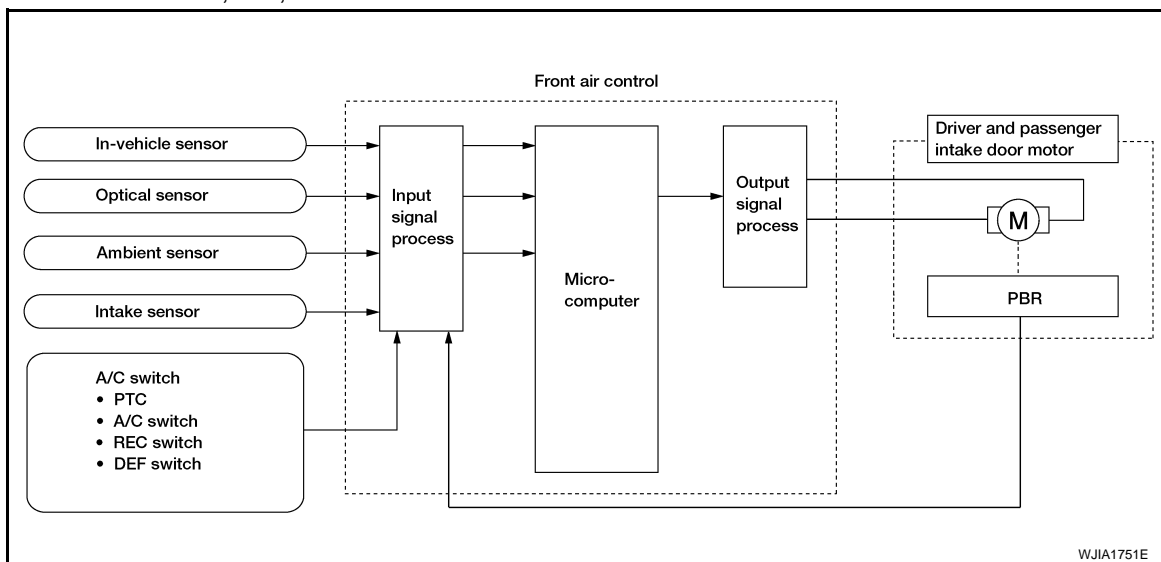 Front air control
In-vehicle sensor
Optical sensor
Ambient sensor
Intake sensor
A/C switch
• PTC
• A/C switch
• REC switch
• DEF switch
Input
signal
process
Micro-
computer
Output
signal
process
Driver and passenger
intake door motor
M
PBR
WJIA1751E